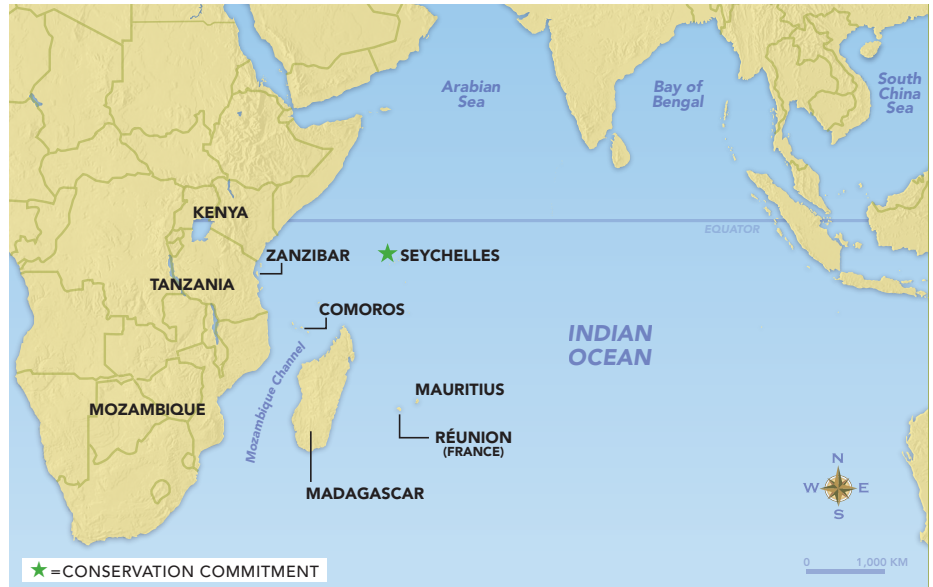 Arabian
Sea
Bay of
Bengal
South
China
Sea
KENYA
EQUATOR
ZANZIBAR
SEYCHELLES
TANZANIA
COMOROS
INDIAN
OCEAN
Mozambique Channel
MAURITIUS
MOZAMBIQUE
RÉUNION
(FRANCE)
MADAGASCAR
N
W E
S
0 1,000 KM
=CONSERVATION COMMITMENT